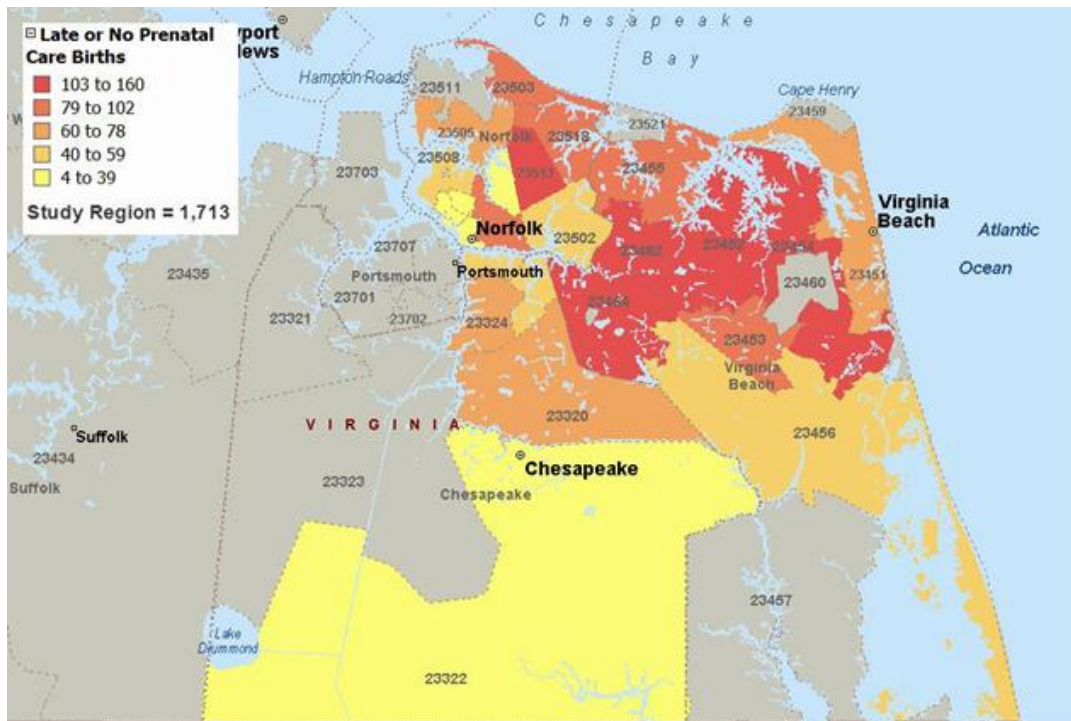 Late or No Prenatal
Care Births
103 to 160
79 to 102
60 to 78
40 to 59
4 to 39
Study Region = 1,713
yport
News
Chesapeake
Bay
Hampton Roads
Cape Henry
23511
23503
23459
23505
Norfolk
23518
23521
23508
23513
23455
23703
Virginia
Beach
Norfolk
23502
23462
23452
23454
Atlantic
Ocean
23707
Portsmouth
Portsmouth
23435
23701
23464
23460
23451
23321
23702
23324
23453
Virginia
Beach
VIRGINIA
23320
23456
Suffolk
23434
Suffolk
Chesapeake
23323
Chesapeake
23457
Lake
Drummond
23322